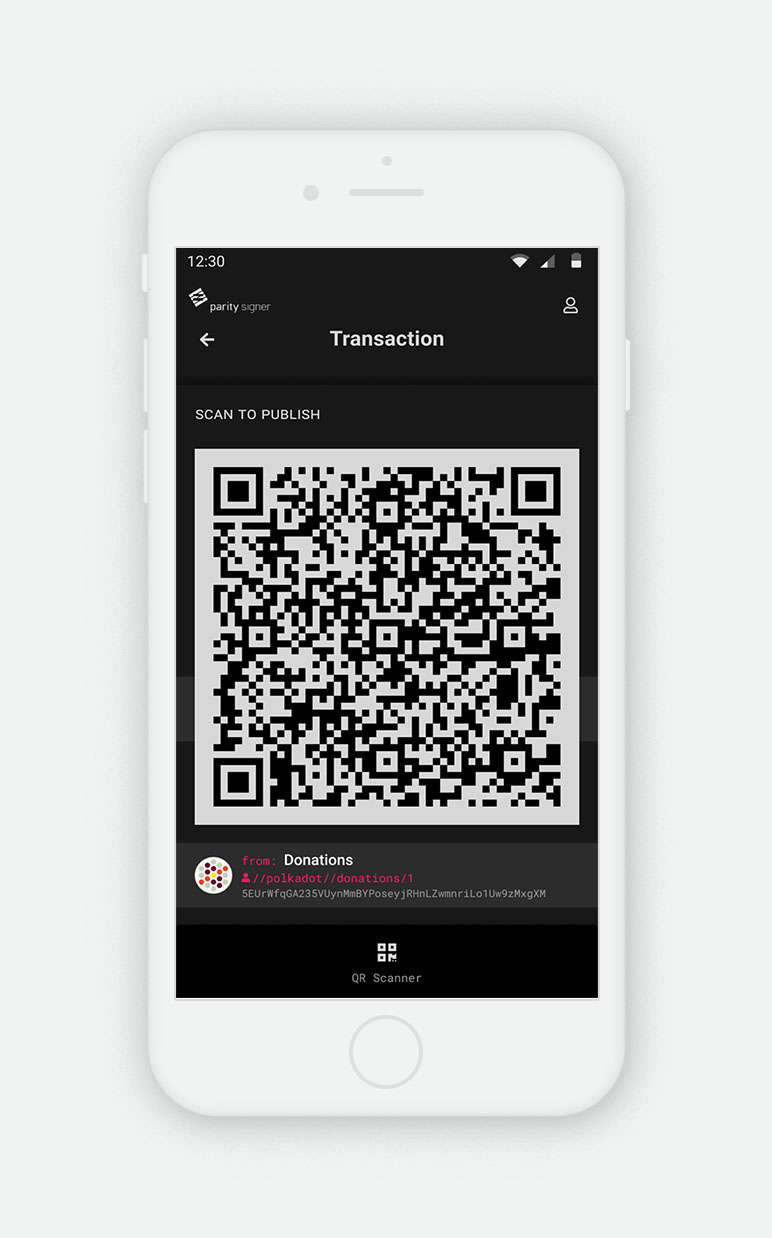 12:30
parity signer
Transaction
SCAN TO PUBLISH
from: Donations
//polkadot//donations/1
5EUrWfqGA235VUynMmBYPoseyjRHnLZwmnriLo1Uw9zMxgXM
QR Scanner